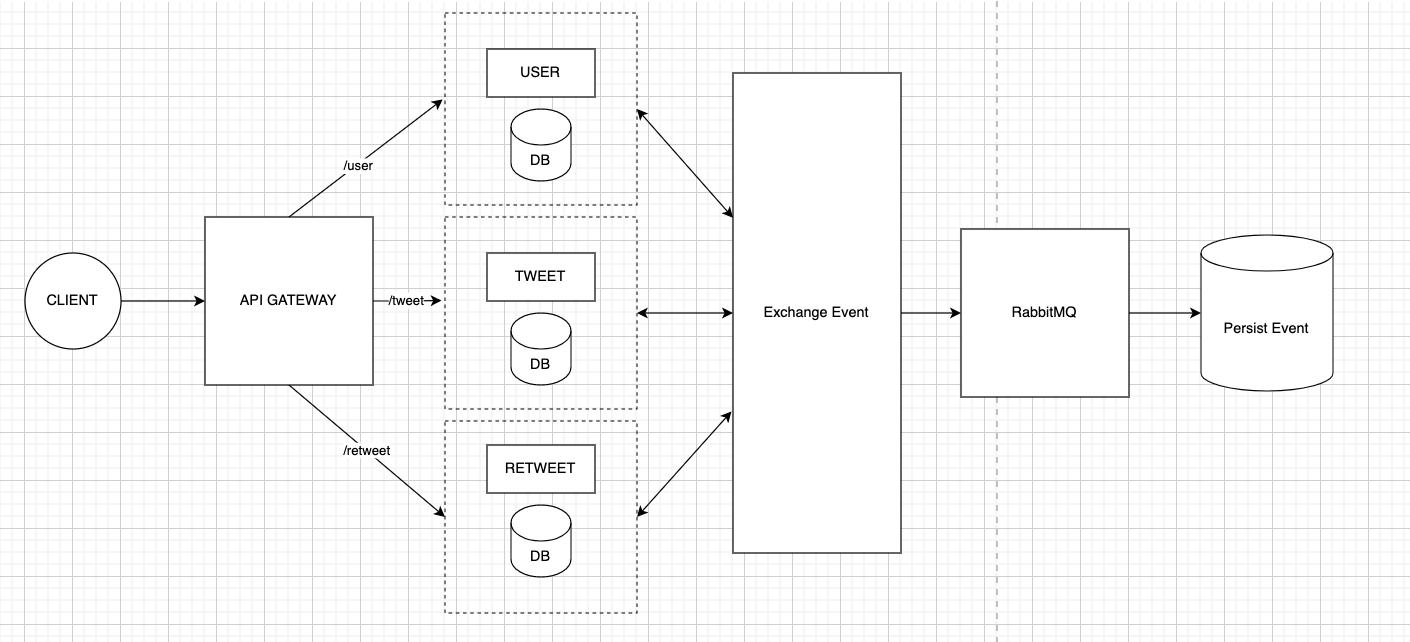 USER
DB
/user
CLIENT
API GATEWAY
/tweet
TWEET
DB
/retweet
RETWEET
DB
Exchange Event
RabbitMQ
Persist Event